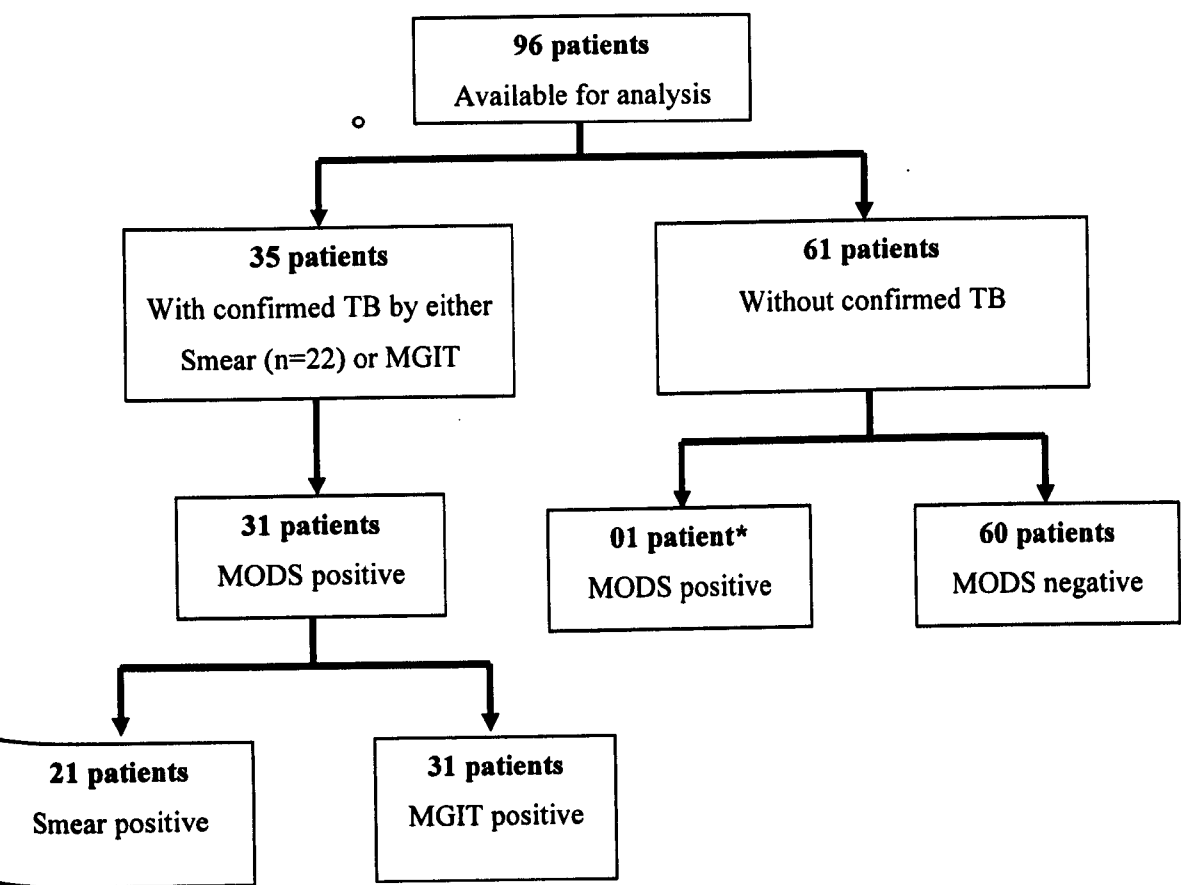 96 patients
Available for analysis
35 patients
With confirmed TB by either
Smear (n=22) or MGIT
61 patients
Without confirmed TB
31 patients
MODS positive
01 patient*
MODS positive
60 patients
MODS negative
21 patients
Smear positive
31 patients
MGIT positive